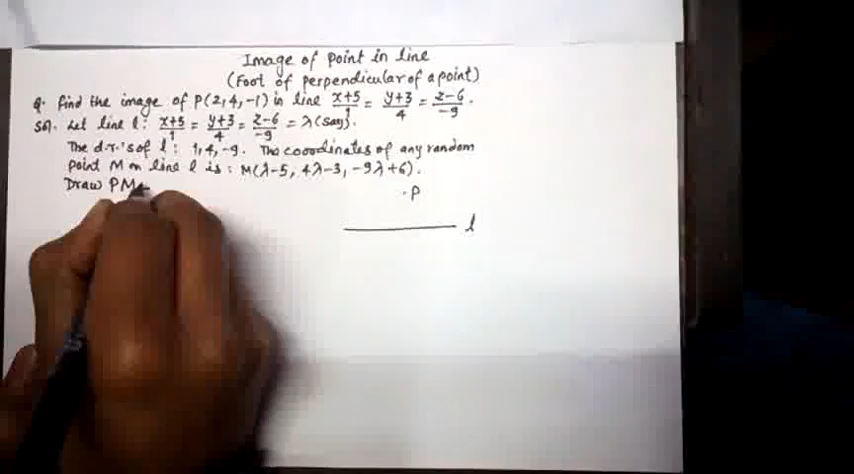 Image of point in line
(Foot of perpendicular of a point)
Q. Find the image of P(2,4,-1) in line x+5/1 = y+3/4 = z-6/-9.
Sol. Let line l: x+5/1 = y+3/4 = z-6/-9 = λ(say).
The d.r.'s of l: 1,4,-9. The coordinates of any random
point M on line l is: M(λ-5, 4λ-3, -9λ+6).
Draw PM
.P
l